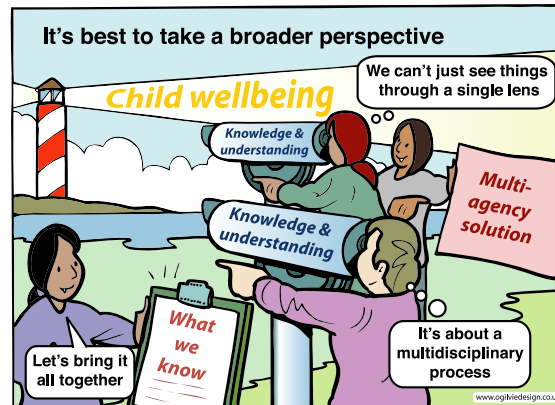 It's best to take a broader perspective
We can't just see things
through a single lens
Child wellbeing
Knowledge &
understanding
Multi-
agency
solution
Knowledge &
understanding
What
we
know
Let's bring it
all together
It's about a
multidisciplinary
process
www.ogilviedesign.co.u